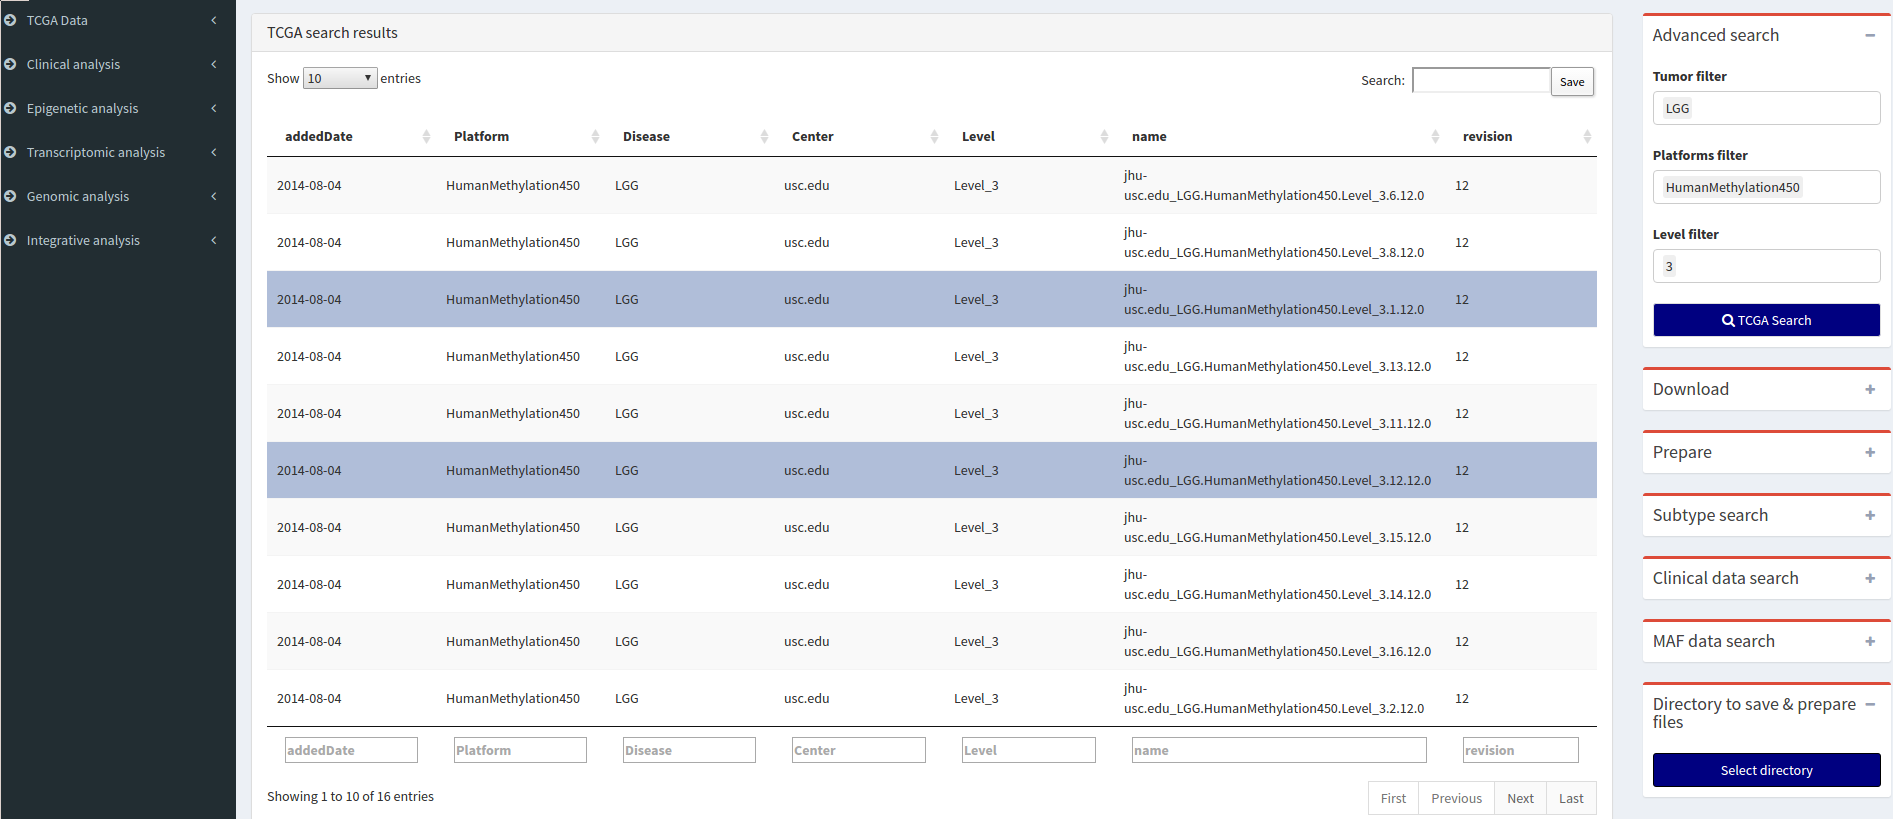 TCGA Data
Clinical analysis
Epigenetic analysis
Transcriptomic analysis
Genomic analysis
Integrative analysis
TCGA search results
Show 10 entries
Search: Save
addedDate Platform Disease Center Level name revision
2014-08-04 HumanMethylation450 LGG usc.edu Level_3 jhu-
usc.edu_LGG.HumanMethylation450.Level_3.6.12.0 12
2014-08-04 HumanMethylation450 LGG usc.edu Level_3 jhu-
usc.edu_LGG.HumanMethylation450.Level_3.8.12.0 12
2014-08-04 HumanMethylation450 LGG usc.edu Level_3 jhu-
usc.edu_LGG.HumanMethylation450.Level_3.1.12.0 12
2014-08-04 HumanMethylation450 LGG usc.edu Level_3 jhu-
usc.edu_LGG.HumanMethylation450.Level_3.13.12.0 12
2014-08-04 HumanMethylation450 LGG usc.edu Level_3 jhu-
usc.edu_LGG.HumanMethylation450.Level_3.11.12.0 12
2014-08-04 HumanMethylation450 LGG usc.edu Level_3 jhu-
usc.edu_LGG.HumanMethylation450.Level_3.12.12.0 12
2014-08-04 HumanMethylation450 LGG usc.edu Level_3 jhu-
usc.edu_LGG.HumanMethylation450.Level_3.15.12.0 12
2014-08-04 HumanMethylation450 LGG usc.edu Level_3 jhu-
usc.edu_LGG.HumanMethylation450.Level_3.14.12.0 12
2014-08-04 HumanMethylation450 LGG usc.edu Level_3 jhu-
usc.edu_LGG.HumanMethylation450.Level_3.16.12.0 12
2014-08-04 HumanMethylation450 LGG usc.edu Level_3 jhu-
usc.edu_LGG.HumanMethylation450.Level_3.2.12.0 12
addedDate Platform Disease Center Level name revision
Showing 1 to 10 of 16 entries
First Previous Next Last
Advanced search
Tumor filter
LGG
Platforms filter
HumanMethylation450
Level filter
3
TCGA Search
Download
Prepare
Subtype search
Clinical data search
MAF data search
Directory to save & prepare
files
Select directory